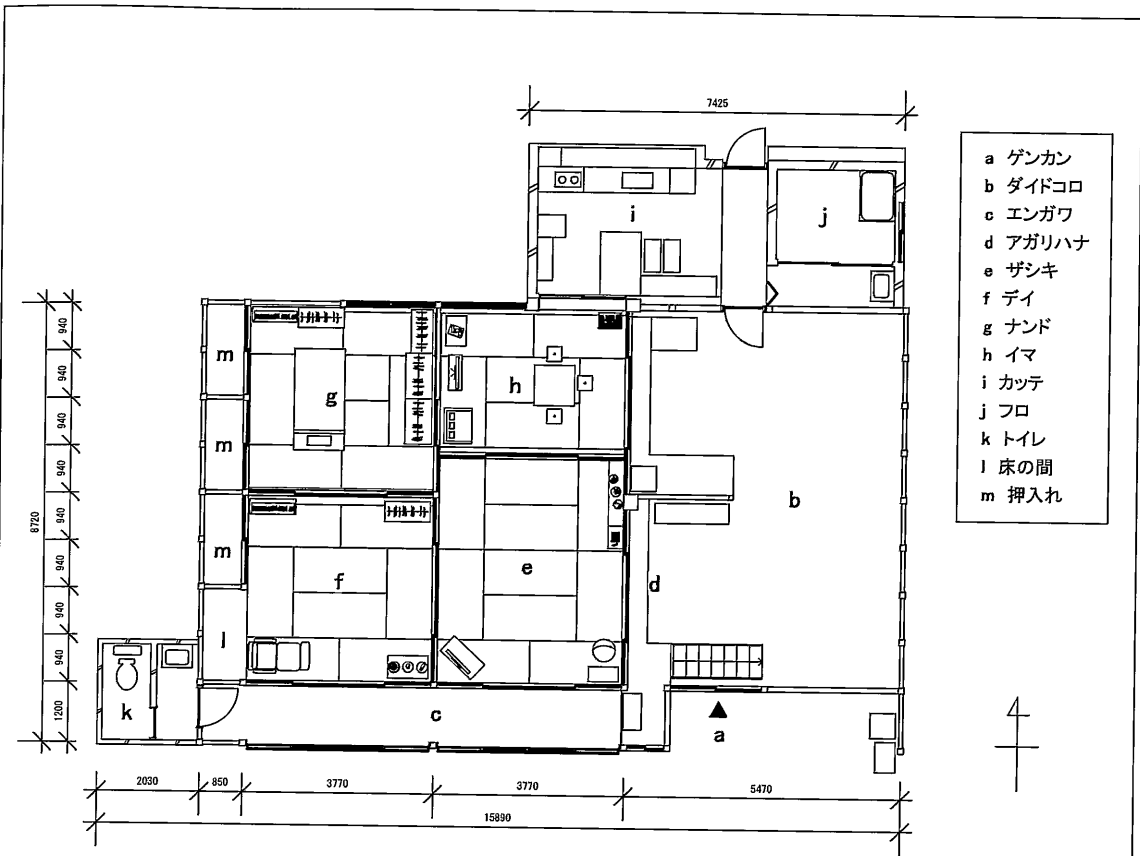 7425
a ゲンカン
b ダイドコロ
c エンガワ
d アガリハナ
e ザシキ
f デイ
g ナンド
h イマ
i カッテ
j フロ
k トイレ
l 床の間
m 押入れ
i
j
940
940
940
940
940
940
940
940
1200
8720
m
m
m
l
g
h
f
e
b
d
k
c
a
4
2030
850
3770
3770
5470
15890